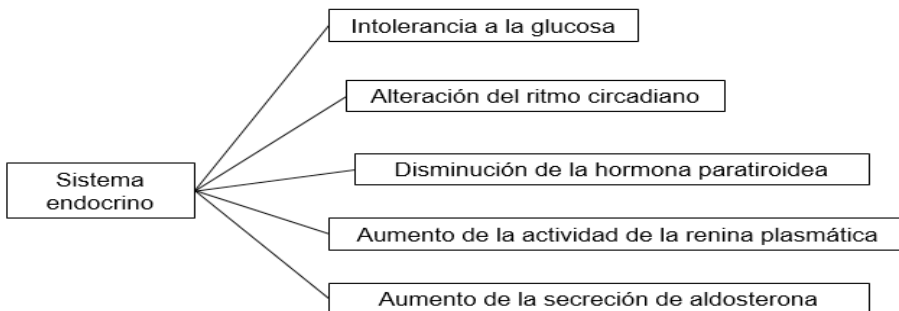 Intolerancia a la glucosa
Alteración del ritmo circadiano
Sistema
endocrino
Disminución de la hormona paratiroidea
Aumento de la actividad de la renina plasmática
Aumento de la secreción de aldosterona